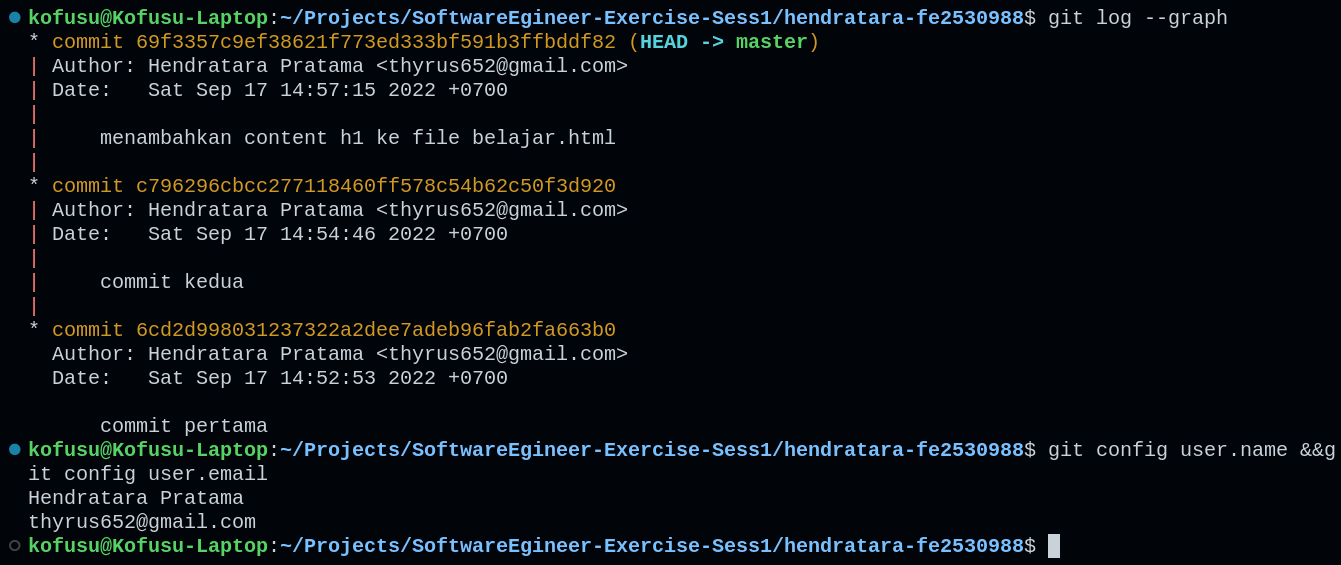 kofusu@Kofusu-Laptop:~/Projects/SoftwareEgineer-Exercise-Sess1/hendratara-fe2530988$ git log --graph
* commit 69f3357c9ef38621f773ed333bf591b3ffbddf82 (HEAD -> master)
| Author: Hendratara Pratama <thyrus652@gmail.com>
| Date:   Sat Sep 17 14:57:15 2022 +0700
|
|     menambahkan content h1 ke file belajar.html
|
* commit c796296cbcc277118460ff578c54b62c50f3d920
| Author: Hendratara Pratama <thyrus652@gmail.com>
| Date:   Sat Sep 17 14:54:46 2022 +0700
|
|     commit kedua
|
* commit 6cd2d998031237322a2dee7adeb96fab2fa663b0
  Author: Hendratara Pratama <thyrus652@gmail.com>
  Date:   Sat Sep 17 14:52:53 2022 +0700

      commit pertama
kofusu@Kofusu-Laptop:~/Projects/SoftwareEgineer-Exercise-Sess1/hendratara-fe2530988$ git config user.name &&g
it config user.email
Hendratara Pratama
thyrus652@gmail.com
kofusu@Kofusu-Laptop:~/Projects/SoftwareEgineer-Exercise-Sess1/hendratara-fe2530988$